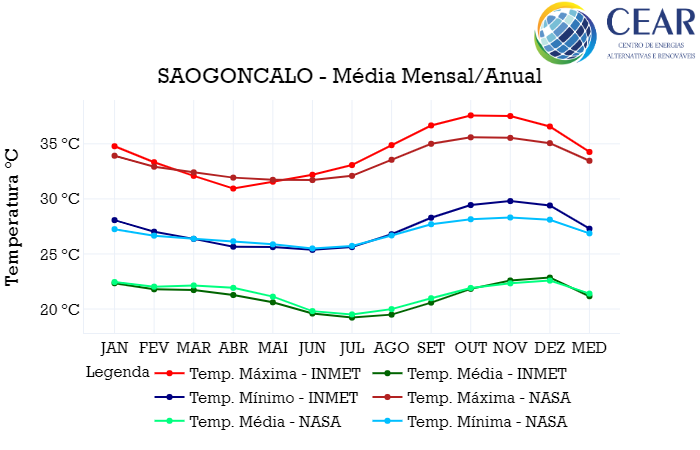 CEAR
CENTRO DE ENERGIAS
ALTERNATIVAS E RENOVÁVEIS
SAOGONCALO - Média Mensal/Anual
Temperatura °C
35 °C
30 °C
25 °C
20 °C
JAN FEV MAR ABR MAI JUN JUL AGO SET OUT NOV DEZ MED
Legenda Temp. Máxima - INMET Temp. Média - INMET
Temp. Mínimo - INMET Temp. Máxima - NASA
Temp. Média - NASA Temp. Mínima - NASA